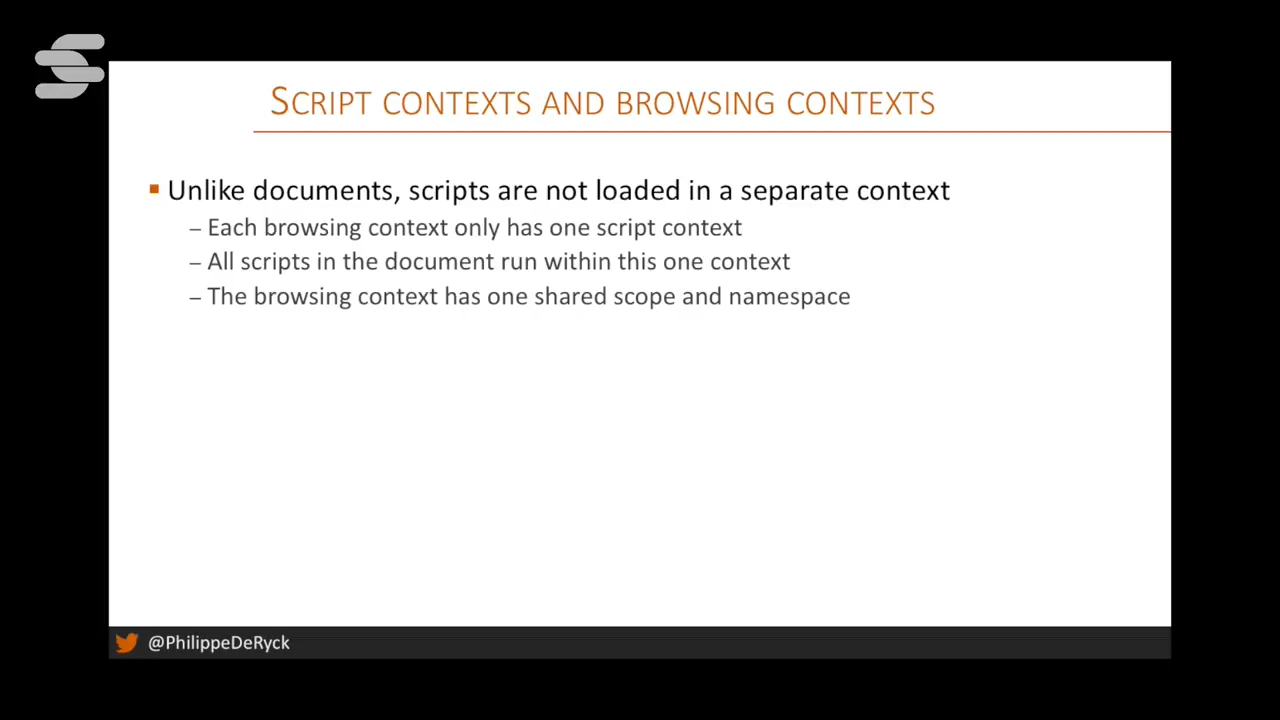 SCRIPT CONTEXTS AND BROWSING CONTEXTS
Unlike documents, scripts are not loaded in a separate context
– Each browsing context only has one script context
– All scripts in the document run within this one context
– The browsing context has one shared scope and namespace
@PhilippeDeRyck